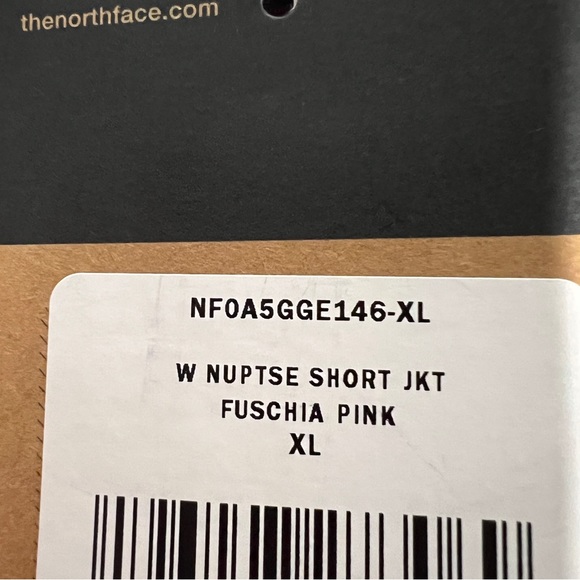 thenorthface.com
NF0A5GGE146-XL
W NUPTSE SHORT JKT
FUSCHIA PINK
XL